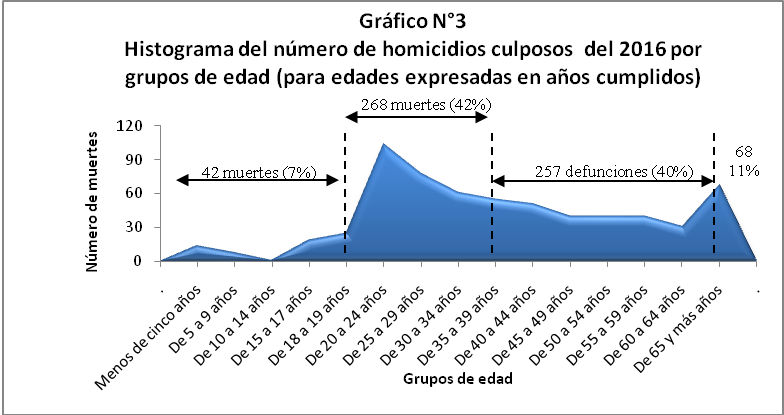 Gráfico N°3
Histograma del número de homicidios culposos del 2016 por
grupos de edad (para edades expresadas en años cumplidos)
268 muertes (42%)
42 muertes (7%)
257 defunciones (40%)
68
11%
Número de muertes
120
90
60
30
0
.
Menos de cinco años
De 5 a 9 años
De 10 a 14 años
De 15 a 17 años
De 18 a 19 años
De 20 a 24 años
De 25 a 29 años
De 30 a 34 años
De 35 a 39 años
De 40 a 44 años
De 45 a 49 años
De 50 a 54 años
De 55 a 59 años
De 60 a 64 años
De 65 y más años
.
Grupos de edad